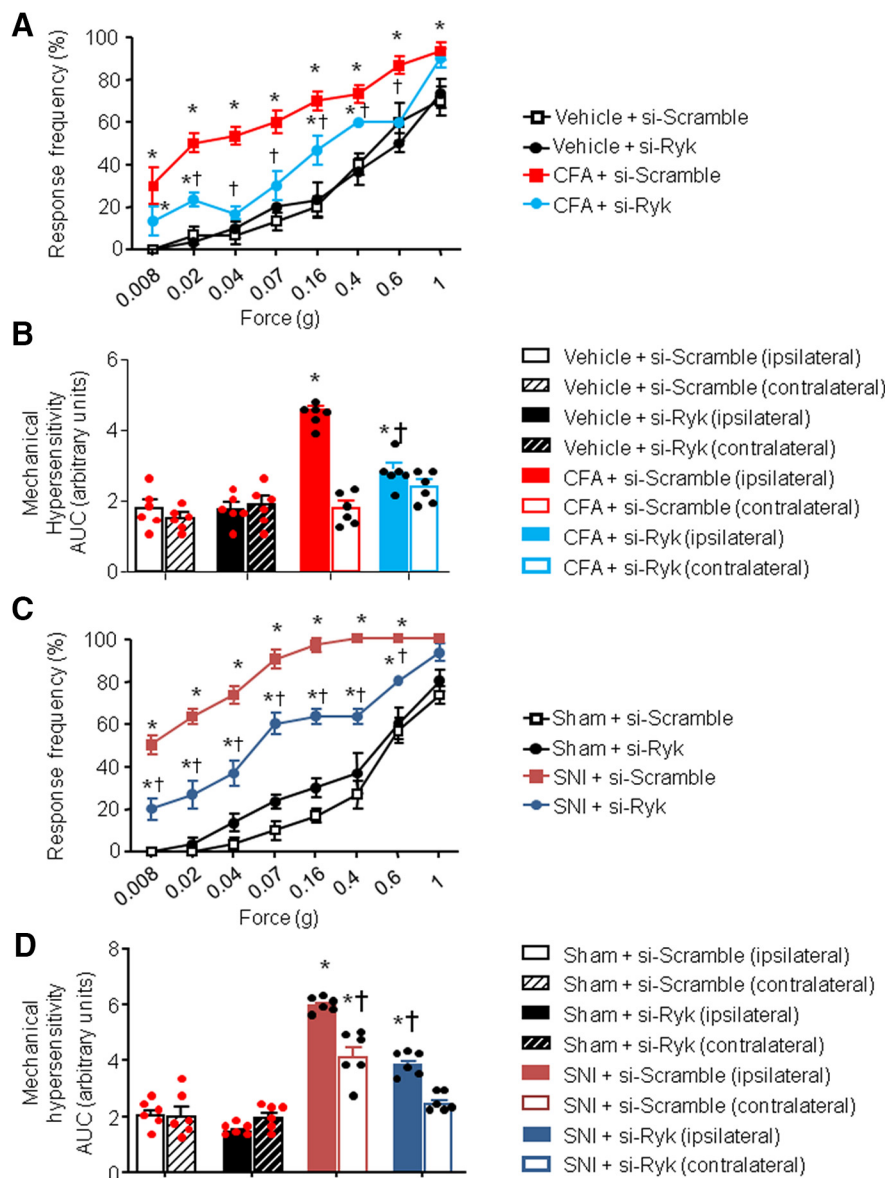 A
Response frequency (%)
100
80
60
40
20
0
* * * * * * * *
*† *†
*† † † †
*
0.008 0.02 0.04 0.07 0.16 0.4 0.6 1
Force (g)
Vehicle + si-Scramble
Vehicle + si-Ryk
CFA + si-Scramble
CFA + si-Ryk
B
Mechanical
Hypersensitivity
AUC (arbitrary units)
6
4
2
0
*
*†
Vehicle + si-Scramble (ipsilateral)
Vehicle + si-Scramble (contralateral)
Vehicle + si-Ryk (ipsilateral)
Vehicle + si-Ryk (contralateral)
CFA + si-Scramble (ipsilateral)
CFA + si-Scramble (contralateral)
CFA + si-Ryk (ipsilateral)
CFA + si-Ryk (contralateral)
C
Response frequency (%)
100
80
60
40
20
0
* * * * * * *
*† *† *† *† *† *† *†
0.008 0.02 0.04 0.07 0.16 0.4 0.6 1
Force (g)
Sham + si-Scramble
Sham + si-Ryk
SNI + si-Scramble
SNI + si-Ryk
D
Mechanical
hypersensitivity
AUC (arbitrary units)
8
6
4
2
0
*
*†
*†
Sham + si-Scramble (ipsilateral)
Sham + si-Scramble (contralateral)
Sham + si-Ryk (ipsilateral)
Sham + si-Ryk (contralateral)
SNI + si-Scramble (ipsilateral)
SNI + si-Scramble (contralateral)
SNI + si-Ryk (ipsilateral)
SNI + si-Ryk (contralateral)